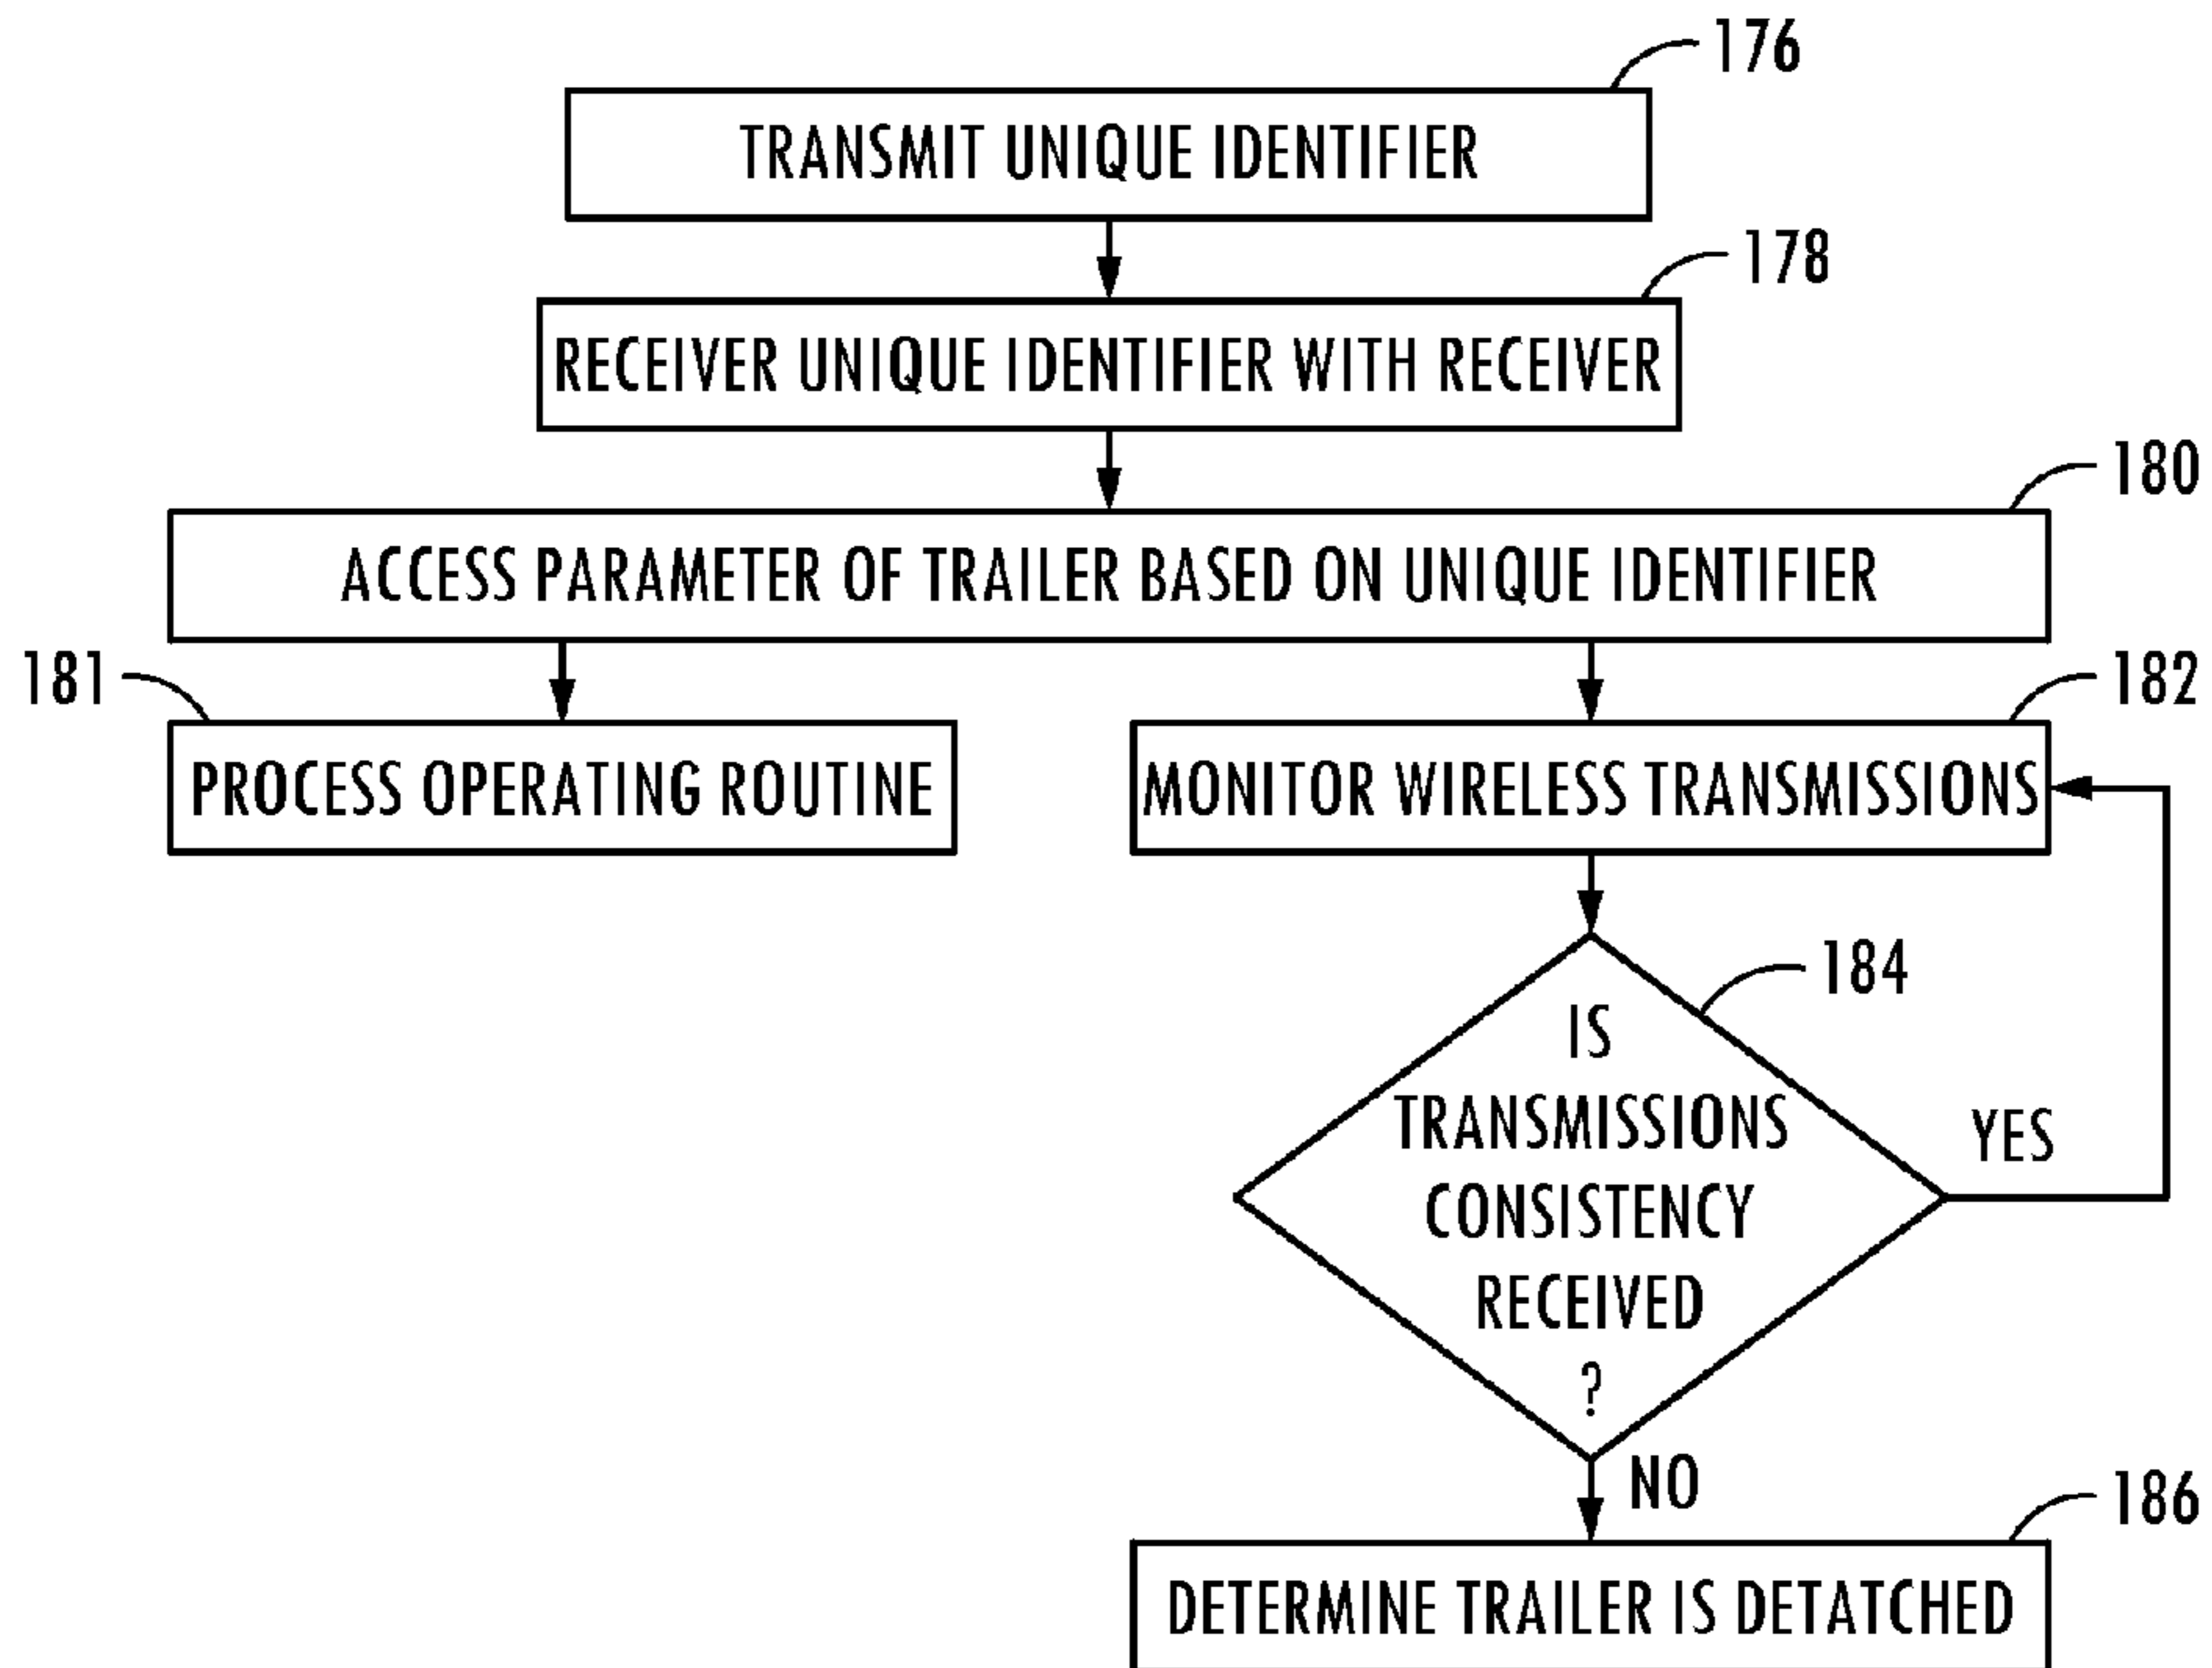 176
TRANSMIT UNIQUE IDENTIFIER
178
RECEIVER UNIQUE IDENTIFIER WITH RECEIVER
180
ACCESS PARAMETER OF TRAILER BASED ON UNIQUE IDENTIFIER
181
182
PROCESS OPERATING ROUTINE
MONITOR WIRELESS TRANSMISSIONS
184
IS
TRANSMISSIONS
CONSISTENCY
RECEIVED
?
YES
NO
186
DETERMINE TRAILER IS DETATCHED